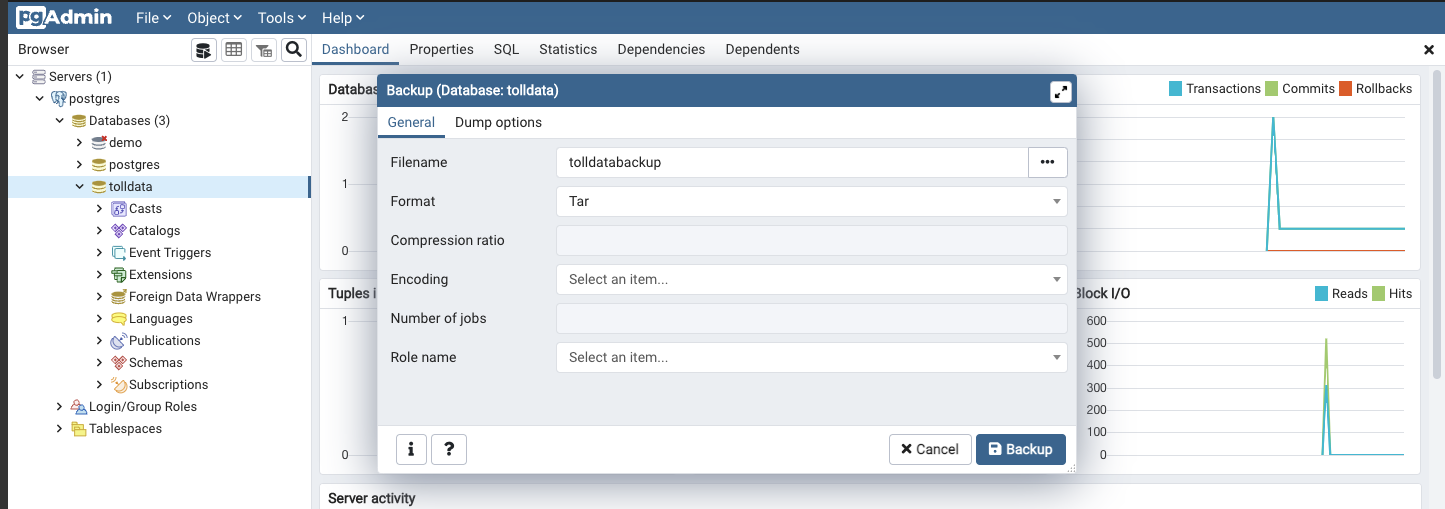 pgAdmin File Object Tools Help
Browser
Dashboard Properties SQL Statistics Dependencies Dependents
Servers (1)
postgres
Databases (3)
demo
postgres
tolldata
Casts
Catalogs
Event Triggers
Extensions
Foreign Data Wrappers
Languages
Publications
Schemas
Subscriptions
Login/Group Roles
Tablespaces
Transactions Commits Rollbacks
2
1
0
Backup (Database: tolldata)
General Dump options
Filename tolldatabackup •••
Format Tar
Compression ratio
Encoding Select an item...
Number of jobs
Role name Select an item...
i ? Cancel Backup
Tuples
1
0
Block I/O Reads Hits
600
500
400
300
200
100
0
Server activity